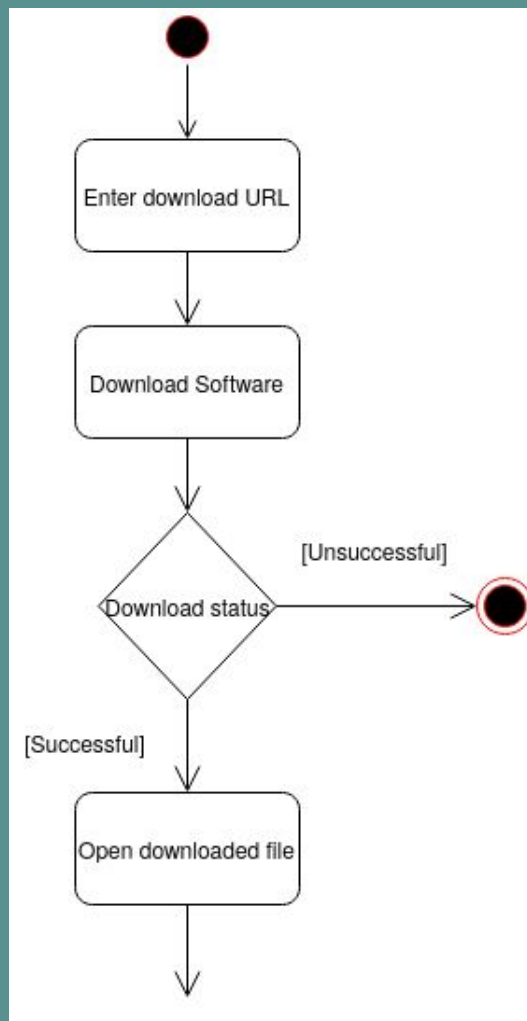 Enter download URL
Download Software
[Unsuccessful]
Download status
[Successful]
Open downloaded file